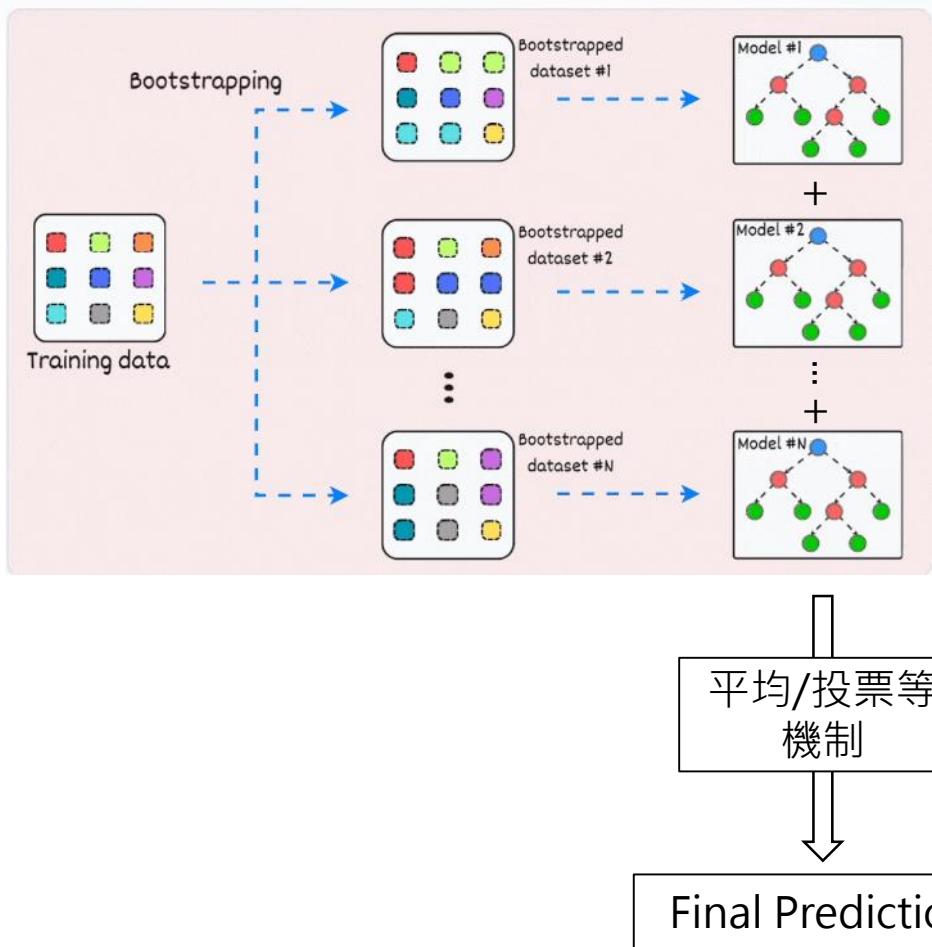 Bootstrapping
Bootstrapped
dataset #1
Model #1
+
Training data
Bootstrapped
dataset #2
Model #2
+
Bootstrapped
dataset #N
Model #N
平均/投票等
機制
Final Predictio